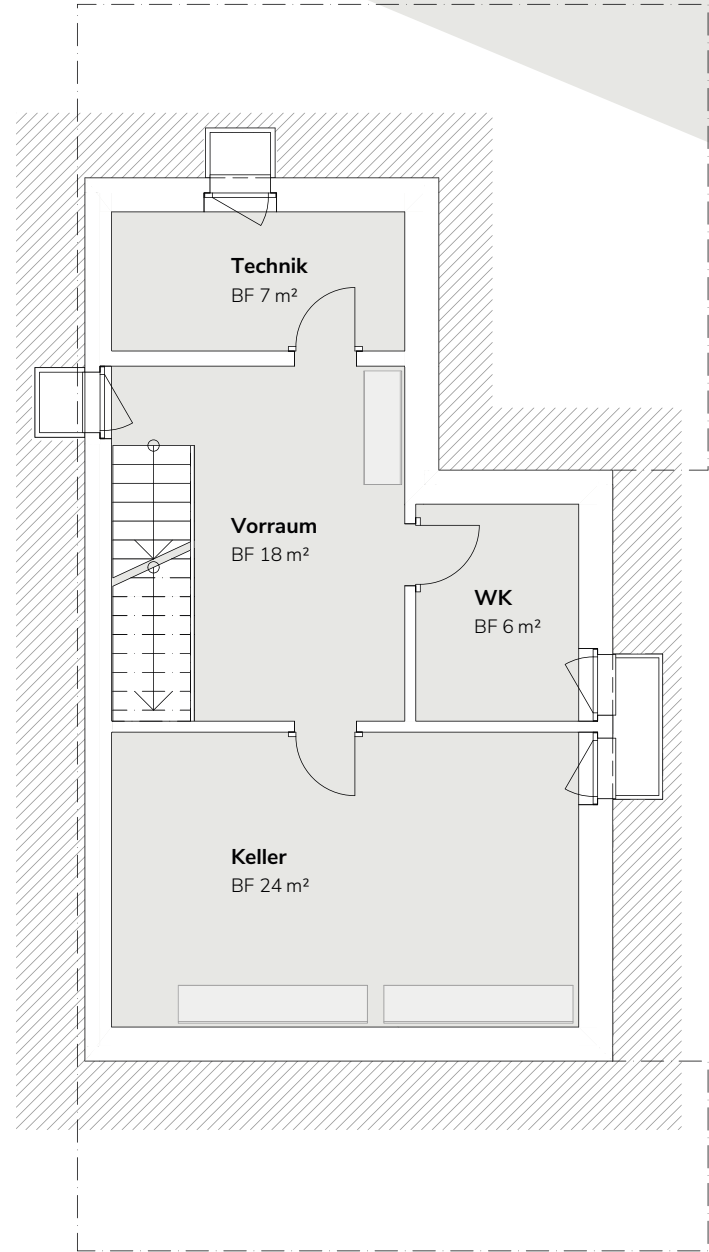 Technik
BF 7 m²
Vorraum
BF 18 m²
WK
BF 6 m²
Keller
BF 24 m²